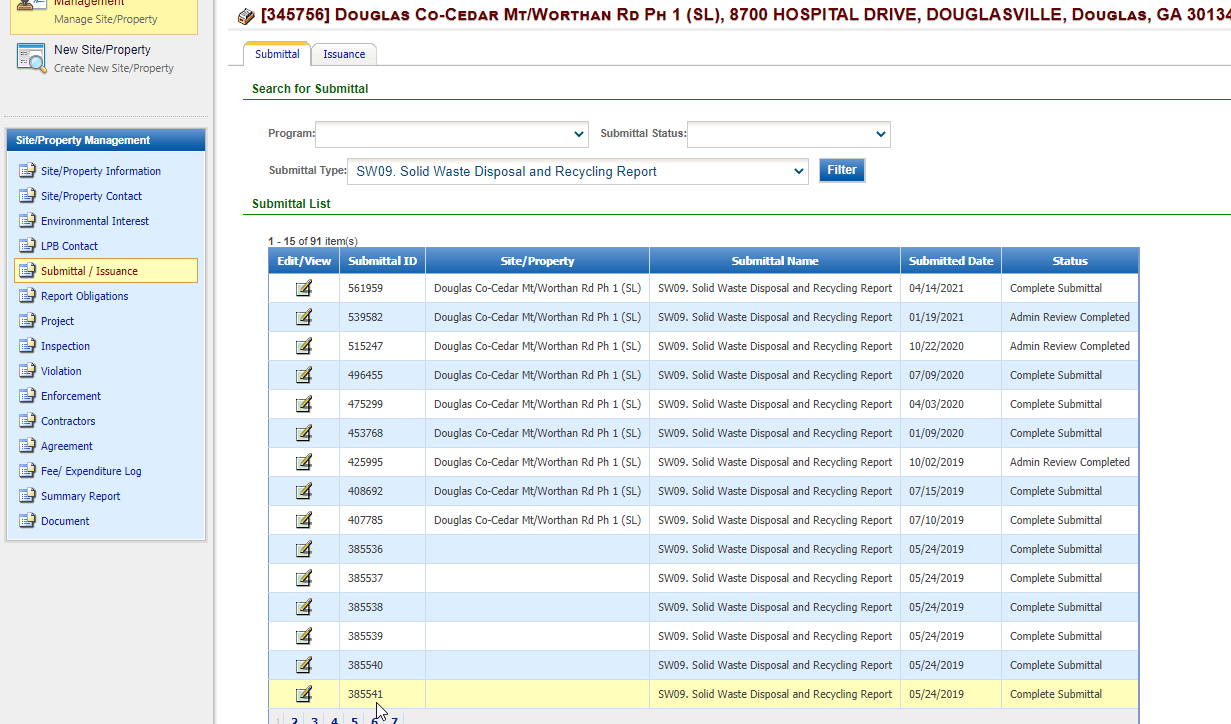 Management
Manage Site/Property
New Site/Property
Create New Site/Property
Site/Property Management
Site/Property Information
Site/Property Contact
Environmental Interest
LPB Contact
Submittal / Issuance
Report Obligations
Project
Inspection
Violation
Enforcement
Contractors
Agreement
Fee/ Expenditure Log
Summary Report
Document
[345756] Douglas Co-Cedar Mt/Worthan Rd Ph 1 (SL), 8700 HOSPITAL DRIVE, DOUGLASVILLE, Douglas, GA 30134
Submittal Issuance
Search for Submittal
Program: Submittal Status:
Submittal Type: SW09. Solid Waste Disposal and Recycling Report Filter
Submittal List
1 - 15 of 91 item(s)
Edit/View Submittal ID Site/Property Submittal Name Submitted Date Status
561959 Douglas Co-Cedar Mt/Worthan Rd Ph 1 (SL) SW09. Solid Waste Disposal and Recycling Report 04/14/2021 Complete Submittal
539582 Douglas Co-Cedar Mt/Worthan Rd Ph 1 (SL) SW09. Solid Waste Disposal and Recycling Report 01/19/2021 Admin Review Completed
515247 Douglas Co-Cedar Mt/Worthan Rd Ph 1 (SL) SW09. Solid Waste Disposal and Recycling Report 10/22/2020 Admin Review Completed
496455 Douglas Co-Cedar Mt/Worthan Rd Ph 1 (SL) SW09. Solid Waste Disposal and Recycling Report 07/09/2020 Complete Submittal
475299 Douglas Co-Cedar Mt/Worthan Rd Ph 1 (SL) SW09. Solid Waste Disposal and Recycling Report 04/03/2020 Complete Submittal
453768 Douglas Co-Cedar Mt/Worthan Rd Ph 1 (SL) SW09. Solid Waste Disposal and Recycling Report 01/09/2020 Complete Submittal
425995 Douglas Co-Cedar Mt/Worthan Rd Ph 1 (SL) SW09. Solid Waste Disposal and Recycling Report 10/02/2019 Admin Review Completed
408692 Douglas Co-Cedar Mt/Worthan Rd Ph 1 (SL) SW09. Solid Waste Disposal and Recycling Report 07/15/2019 Complete Submittal
407785 Douglas Co-Cedar Mt/Worthan Rd Ph 1 (SL) SW09. Solid Waste Disposal and Recycling Report 07/10/2019 Complete Submittal
385536 SW09. Solid Waste Disposal and Recycling Report 05/24/2019 Complete Submittal
385537 SW09. Solid Waste Disposal and Recycling Report 05/24/2019 Complete Submittal
385538 SW09. Solid Waste Disposal and Recycling Report 05/24/2019 Complete Submittal
385539 SW09. Solid Waste Disposal and Recycling Report 05/24/2019 Complete Submittal
385540 SW09. Solid Waste Disposal and Recycling Report 05/24/2019 Complete Submittal
385541 SW09. Solid Waste Disposal and Recycling Report 05/24/2019 Complete Submittal
1 2 3 4 5 6 7